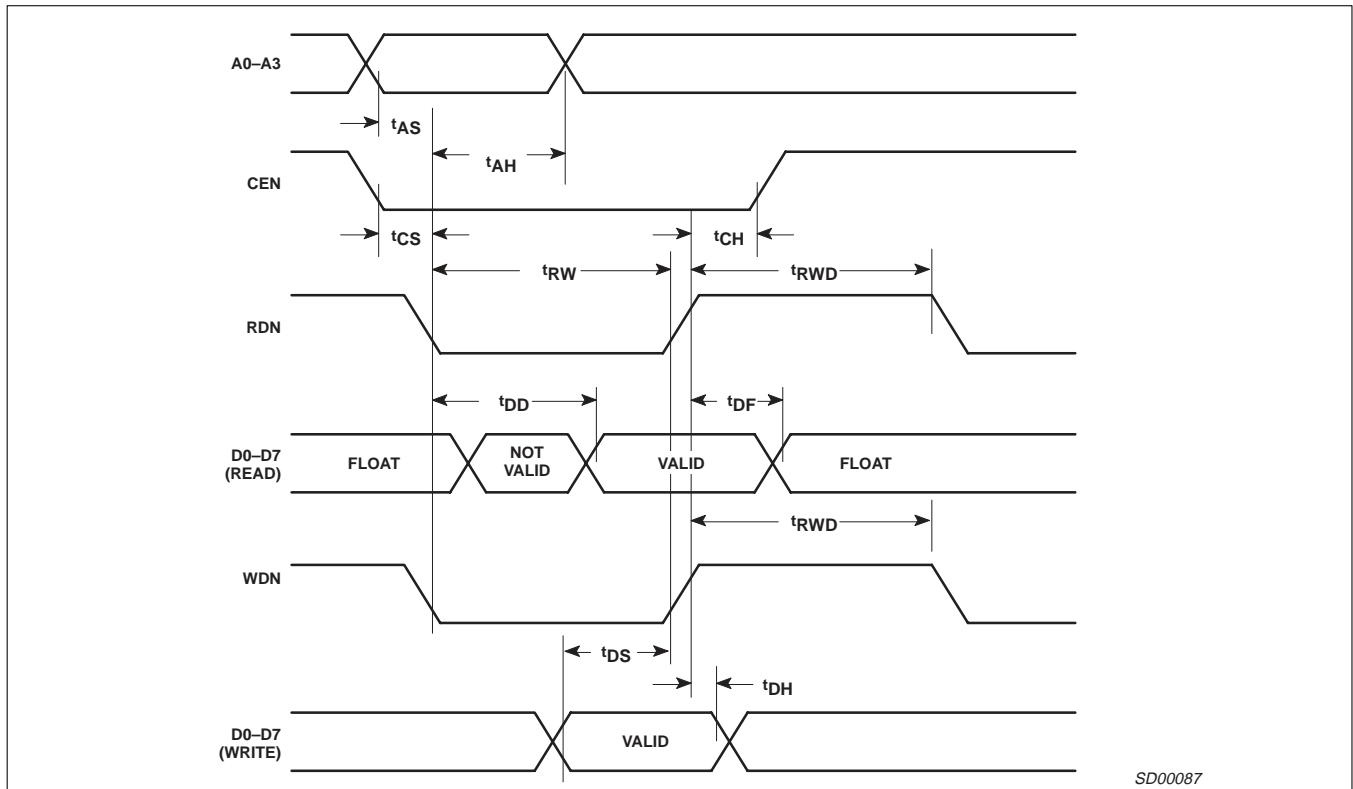 A0–A3
tAS
tAH
CEN
tCS
tCH
tRW
tRWD
RDN
tDD
tDF
D0–D7
(READ)
FLOAT
NOT
VALID
VALID
FLOAT
tRWD
WDN
tDS
tDH
D0–D7
(WRITE)
VALID
SD00087